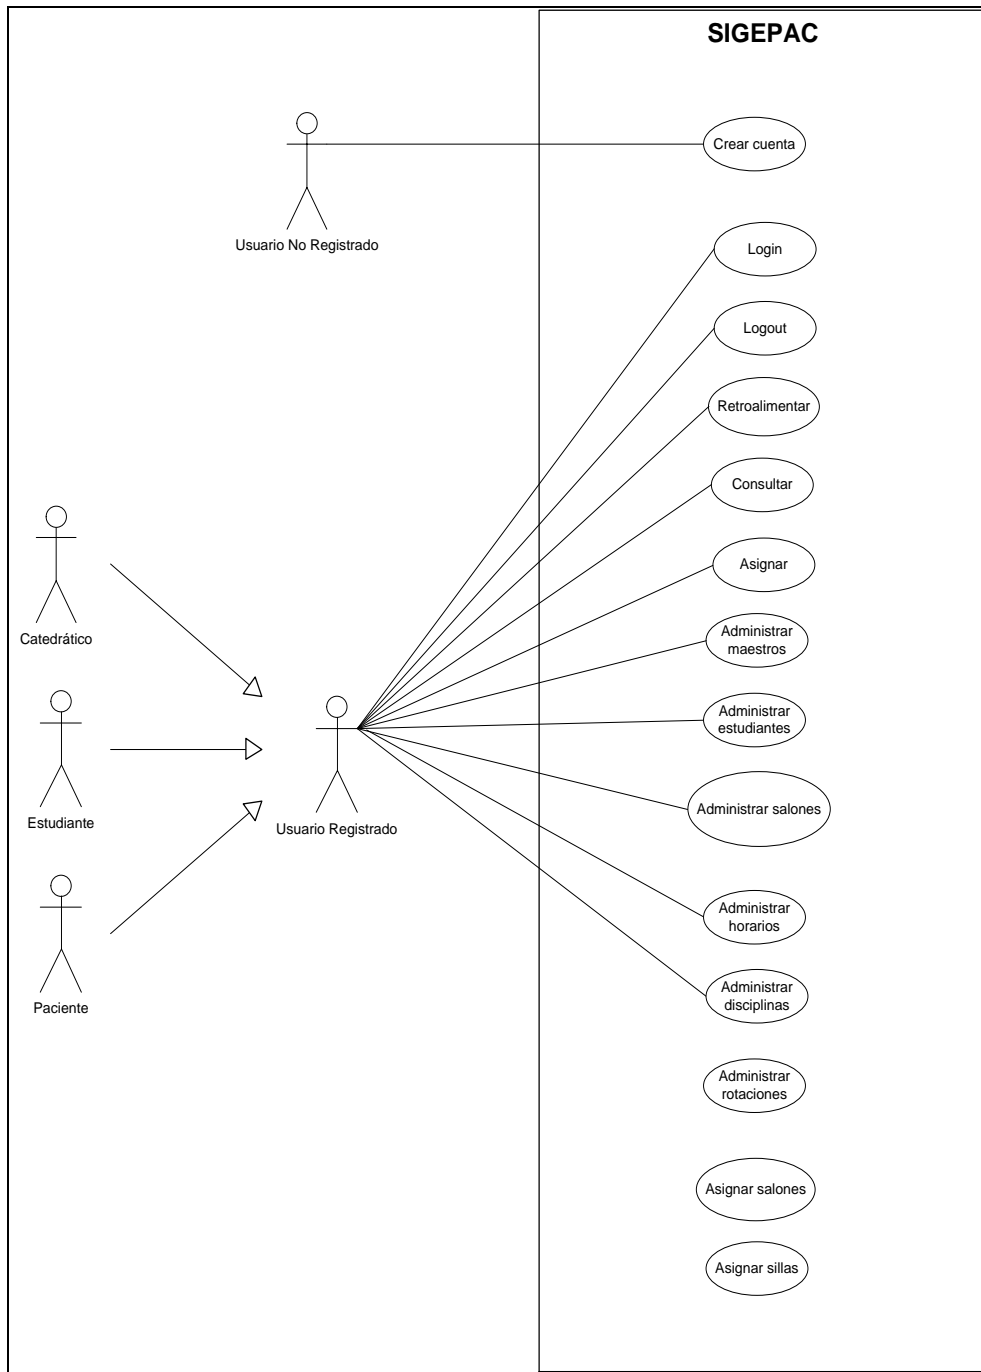 SIGEPAC
Crear cuenta
Usuario No Registrado
Login
Logout
Retroalimentar
Consultar
Asignar
Catedrático
Administrar
maestros
Administrar
estudiantes
Administrar salones
Estudiante
Usuario Registrado
Administrar
horarios
Administrar
disciplinas
Paciente
Administrar
rotaciones
Asignar salones
Asignar sillas